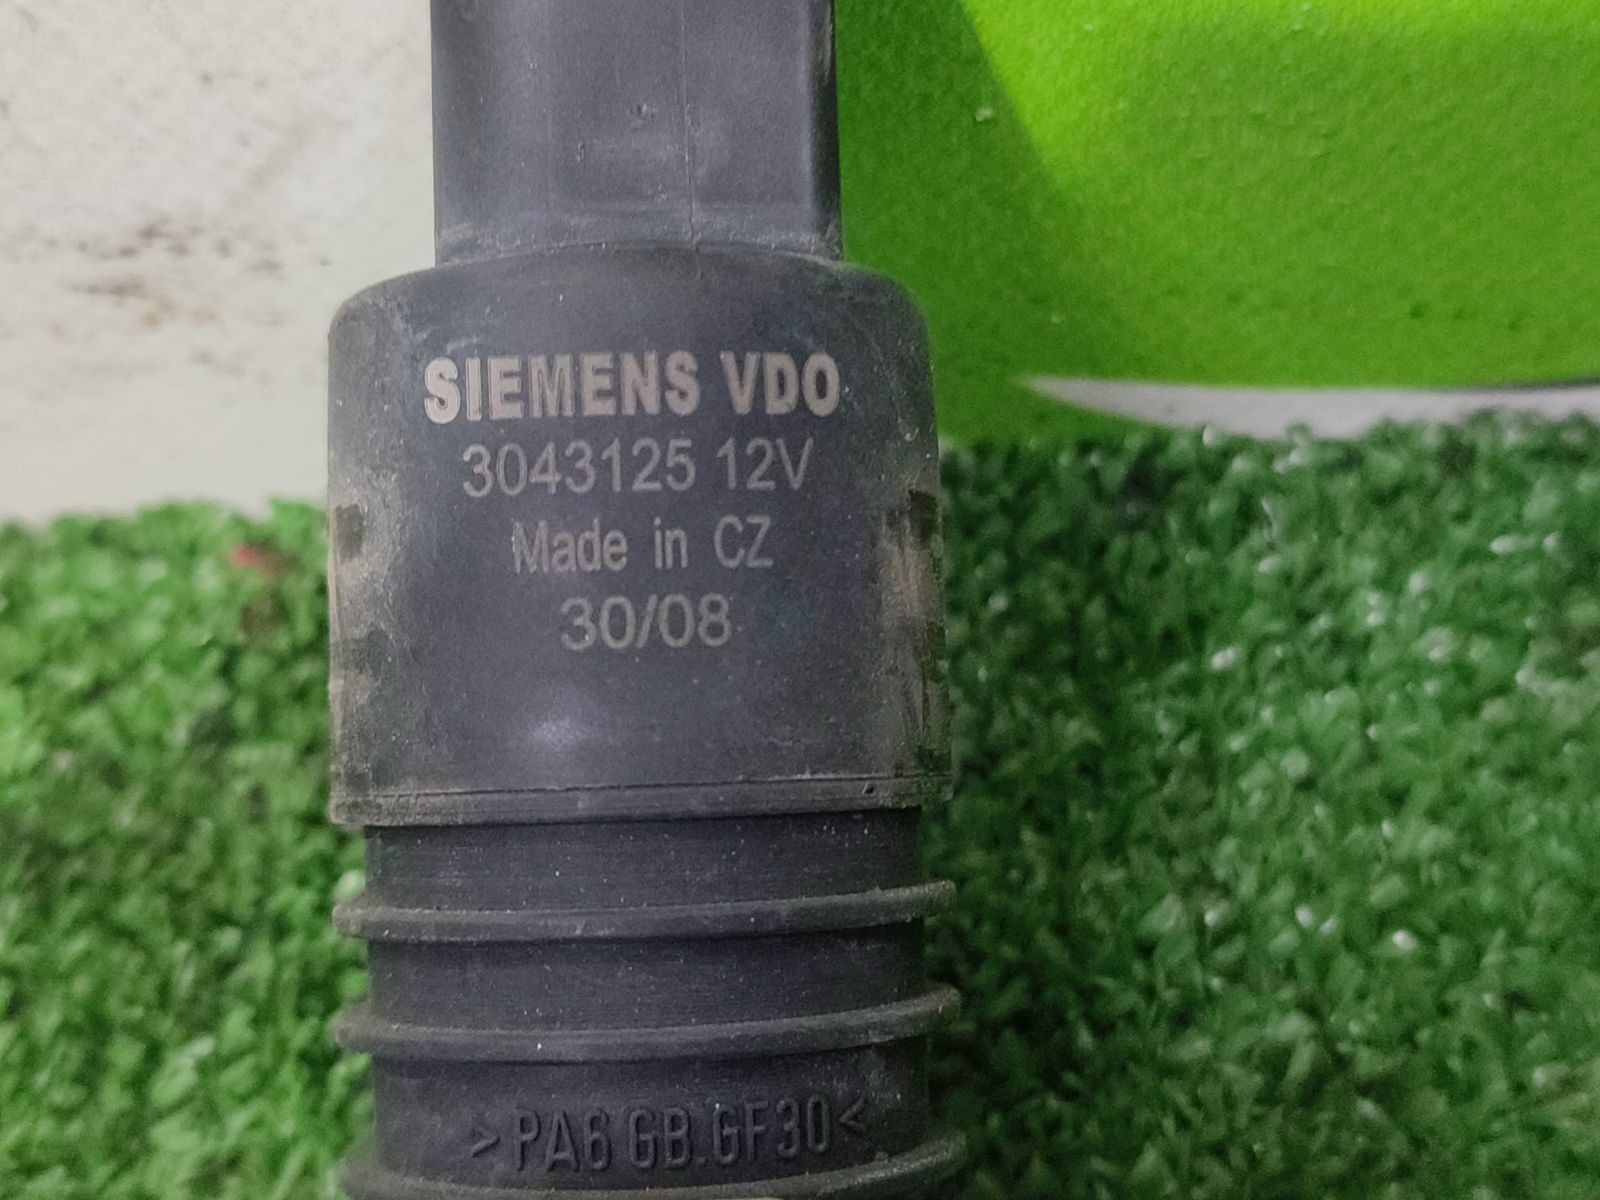 SIEMENS VDO
3043125 12V
Made in CZ
30/08
>PA6 GB.GF30<